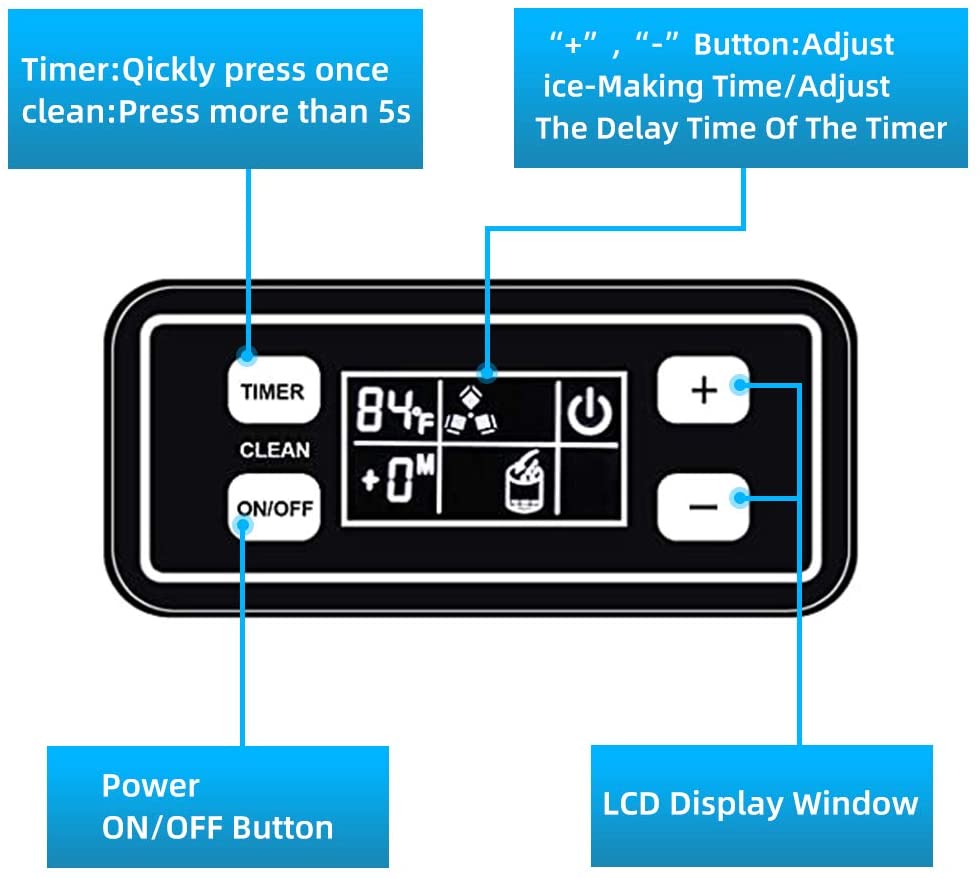 Timer:Qickly press once
clean:Press more than 5s
“+” , “-” Button:Adjust
ice-Making Time/Adjust
The Delay Time Of The Timer
TIMER
CLEAN
ON/OFF
84°F
+0M
+
−
Power
ON/OFF Button
LCD Display Window